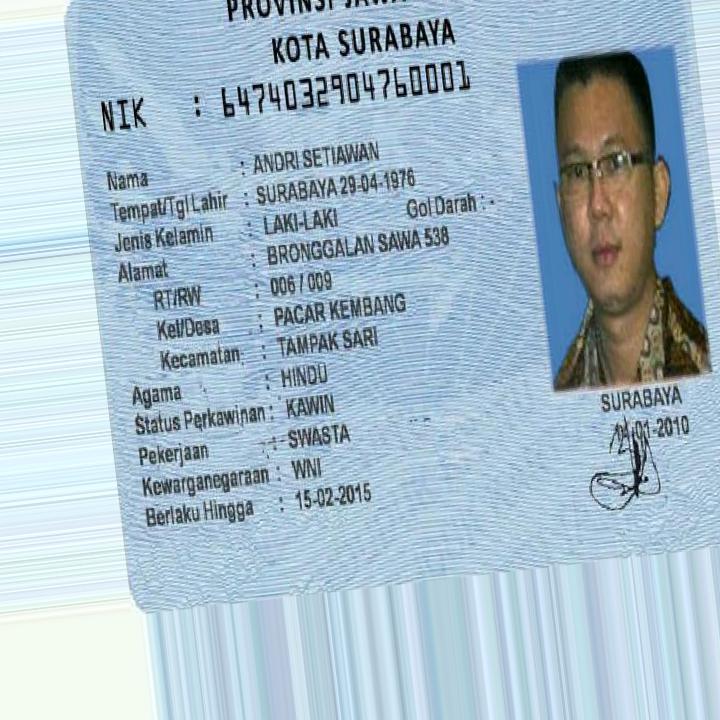 PROVINSI JAWA
KOTA SURABAYA
NIK : 6474032904760001
Nama : ANDRI SETIAWAN
Tempat/Tgl Lahir : SURABAYA 29-04-1976
Jenis Kelamin : LAKI-LAKI Gol Darah : -
Alamat : BRONGGALAN SAWA 538
RT/RW : 006 / 009
Kel/Desa : PACAR KEMBANG
Kecamatan : TAMPAK SARI
Agama : HINDU
Status Perkawinan : KAWIN
Pekerjaan : SWASTA
Kewarganegaraan : WNI
Berlaku Hingga : 15-02-2015
SURABAYA
-01-2010